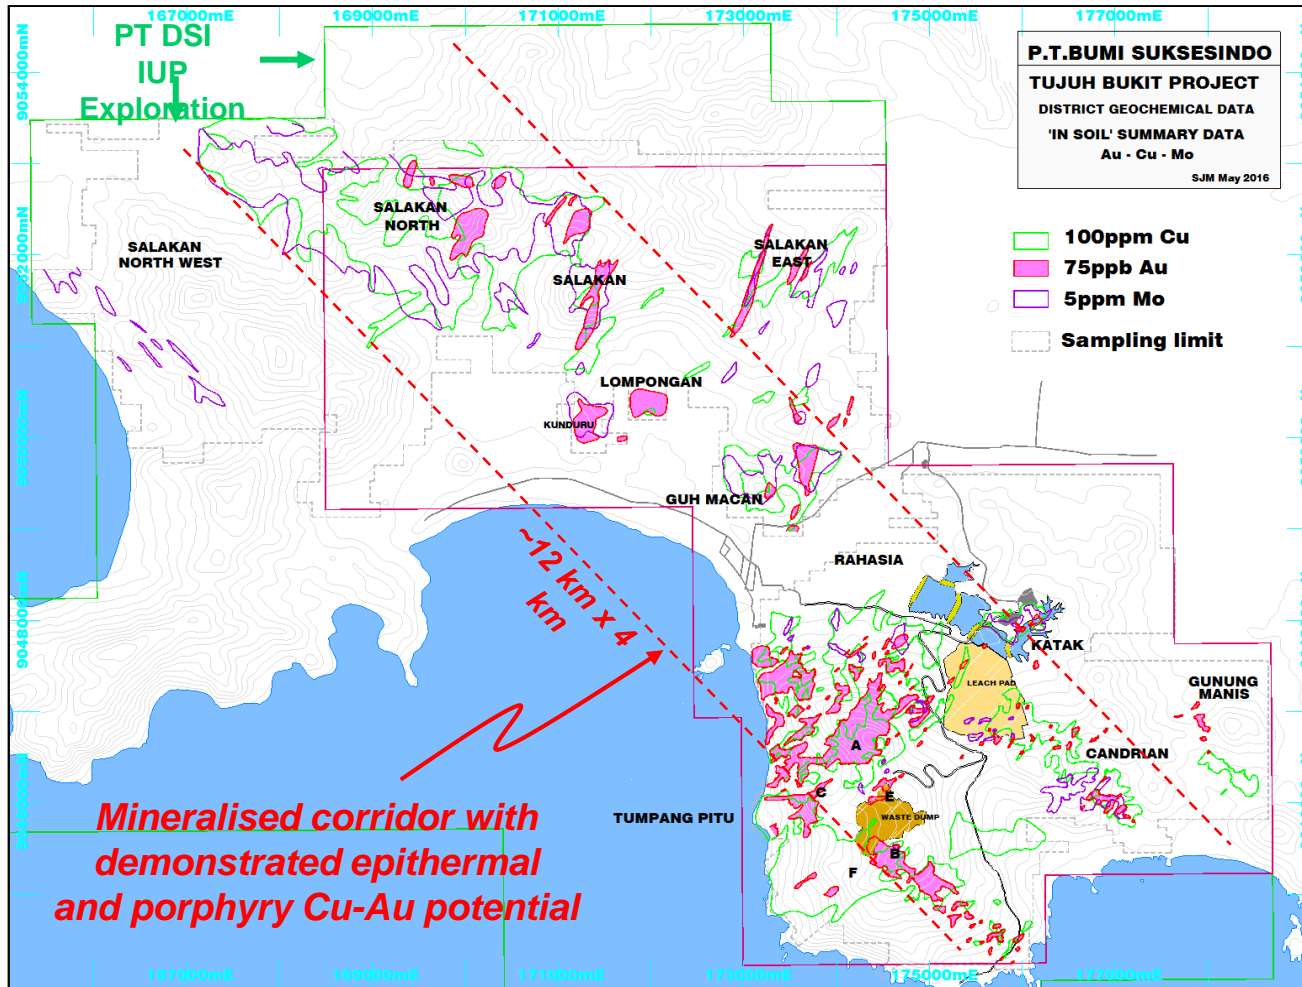 167000mE
169000mE
171000mE
173000mE
175000mE
177000mE
PT DSI
IUP
Exploration
P.T.BUMI SUKSESINDO
TUJUH BUKIT PROJECT
DISTRICT GEOCHEMICAL DATA
'IN SOIL' SUMMARY DATA
Au - Cu - Mo
SJM May 2016
100ppm Cu
75ppb Au
5ppm Mo
Sampling limit
9054000mN
9052000mN
9050000mN
9048000mN
9046000mN
SALAKAN
NORTH
SALAKAN
NORTH WEST
SALAKAN
EAST
SALAKAN
LOMPONGAN
KUNDURU
GUH MACAN
RAHASIA
~12 km x 4
km
KATAK
LEACH PAD
GUNUNG
MANIS
A
CANDRIAN
C
E
TUMPANG PITU
WASTE DUMP
B
F
Mineralised corridor with
demonstrated epithermal
and porphyry Cu-Au potential
167000mE
169000mE
171000mE
173000mE
175000mE
177000mE